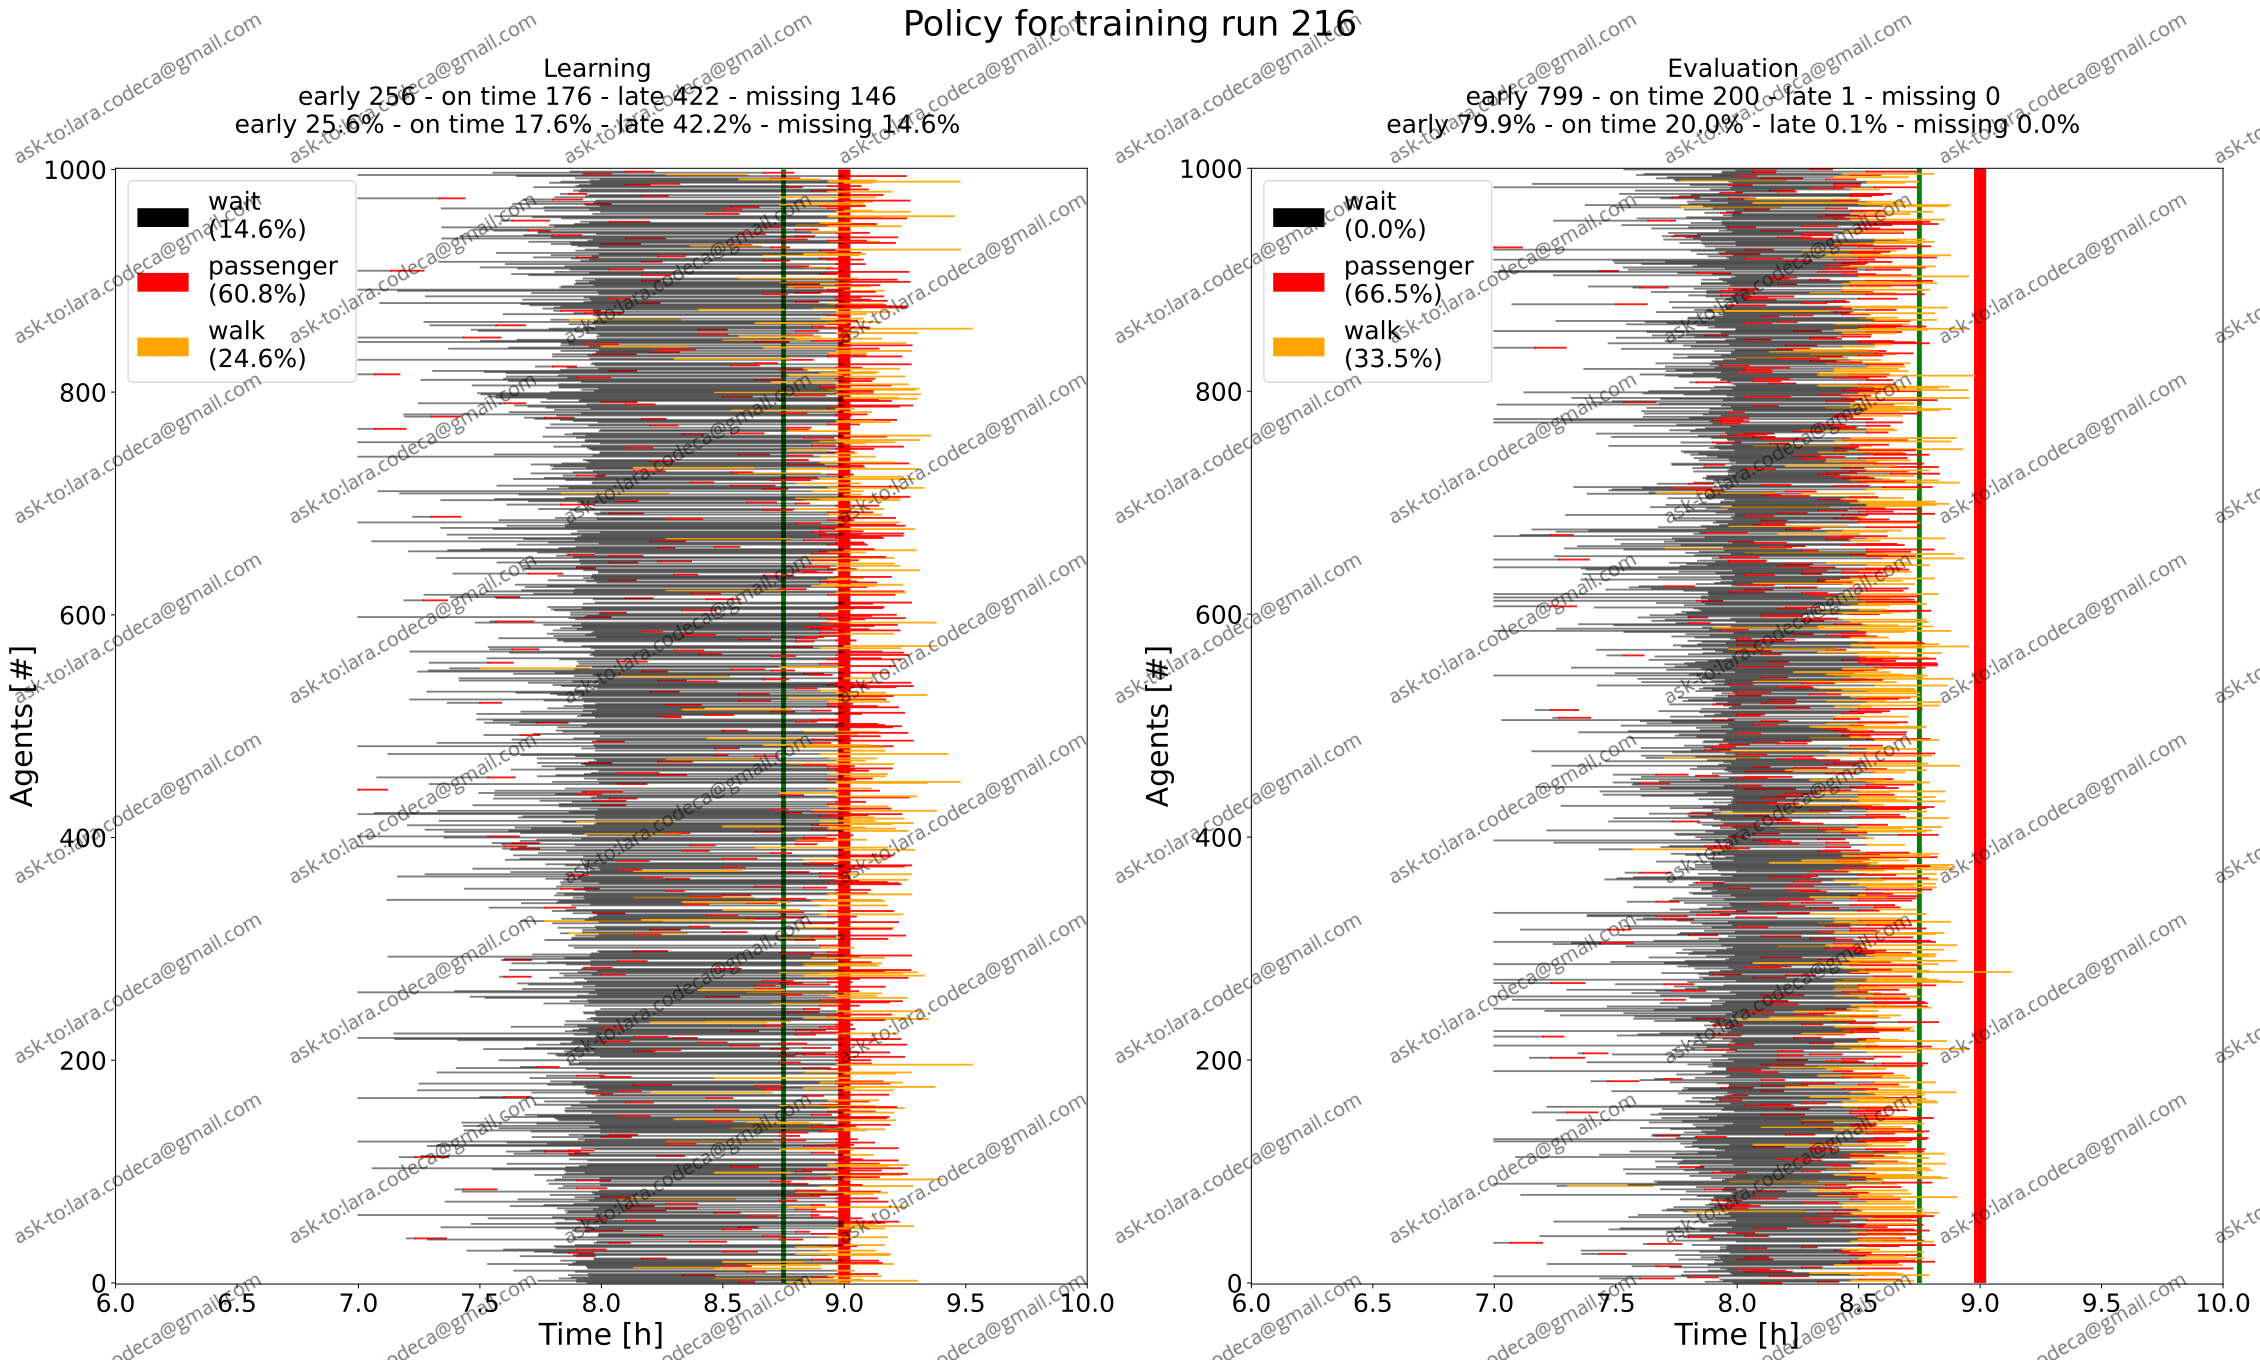 Policy for training run 216
Learning
early 256 - on time 176 - late 422 - missing 146
early 25.6% - on time 17.6% - late 42.2% - missing 14.6%
wait
(14.6%)
passenger
(60.8%)
walk
(24.6%)
1000
800
600
400
200
0
Agents [#]
6.0 6.5 7.0 7.5 8.0 8.5 9.0 9.5 10.0
Time [h]
Evaluation
early 799 - on time 200 - late 1 - missing 0
early 79.9% - on time 20.0% - late 0.1% - missing 0.0%
wait
(0.0%)
passenger
(66.5%)
walk
(33.5%)
1000
800
600
400
200
0
Agents [#]
6.0 6.5 7.0 7.5 8.0 8.5 9.0 9.5 10.0
Time [h]
ask-to:lara.codeca@gmail.com